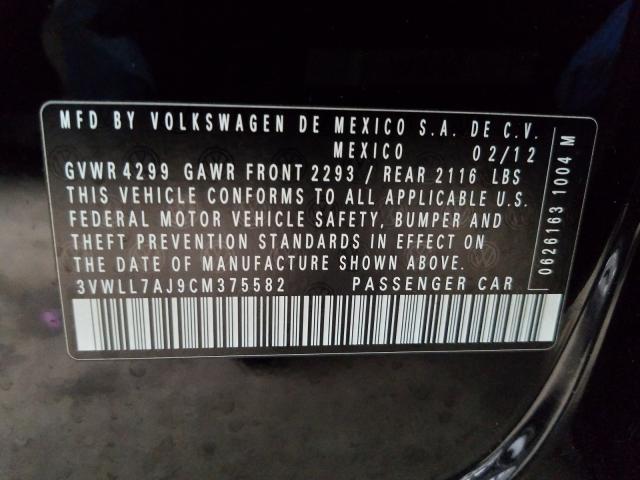 MFD BY VOLKSWAGEN DE MEXICO S.A. DE C.V.
MEXICO 02/12
GVWR 4299 GAWR FRONT 2293 / REAR 2116 LBS
THIS VEHICLE CONFORMS TO ALL APPLICABLE U.S.
FEDERAL MOTOR VEHICLE SAFETY, BUMPER AND
THEFT PREVENTION STANDARDS IN EFFECT ON
THE DATE OF MANUFACTURE SHOWN ABOVE.
3VWLL7AJ9CM375582 PASSENGER CAR
0626163 1004 M